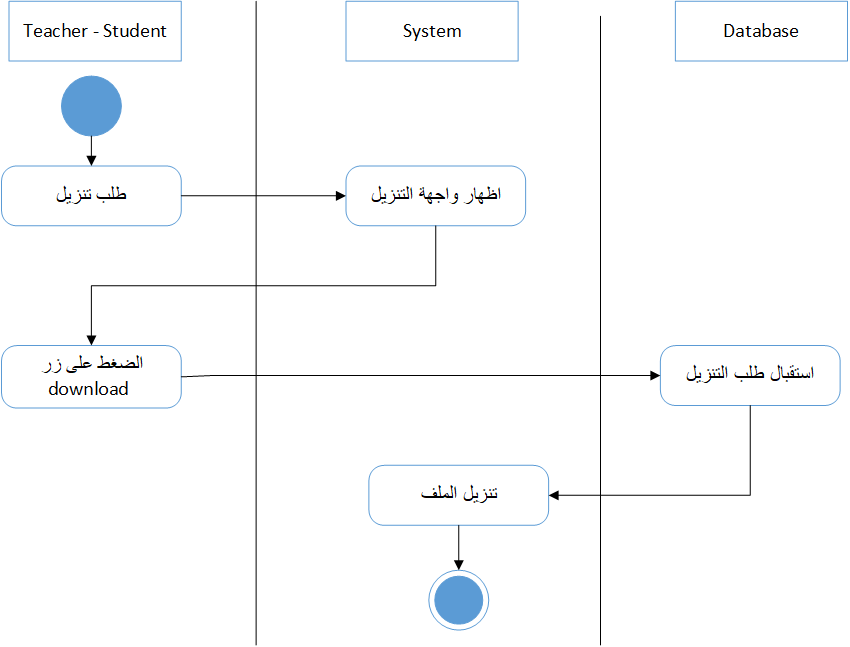 Teacher - Student
System
Database
طلب تنزيل
اظهار واجهة التنزيل
الضغط على زر
download
استقبال طلب التنزيل
تنزيل الملف